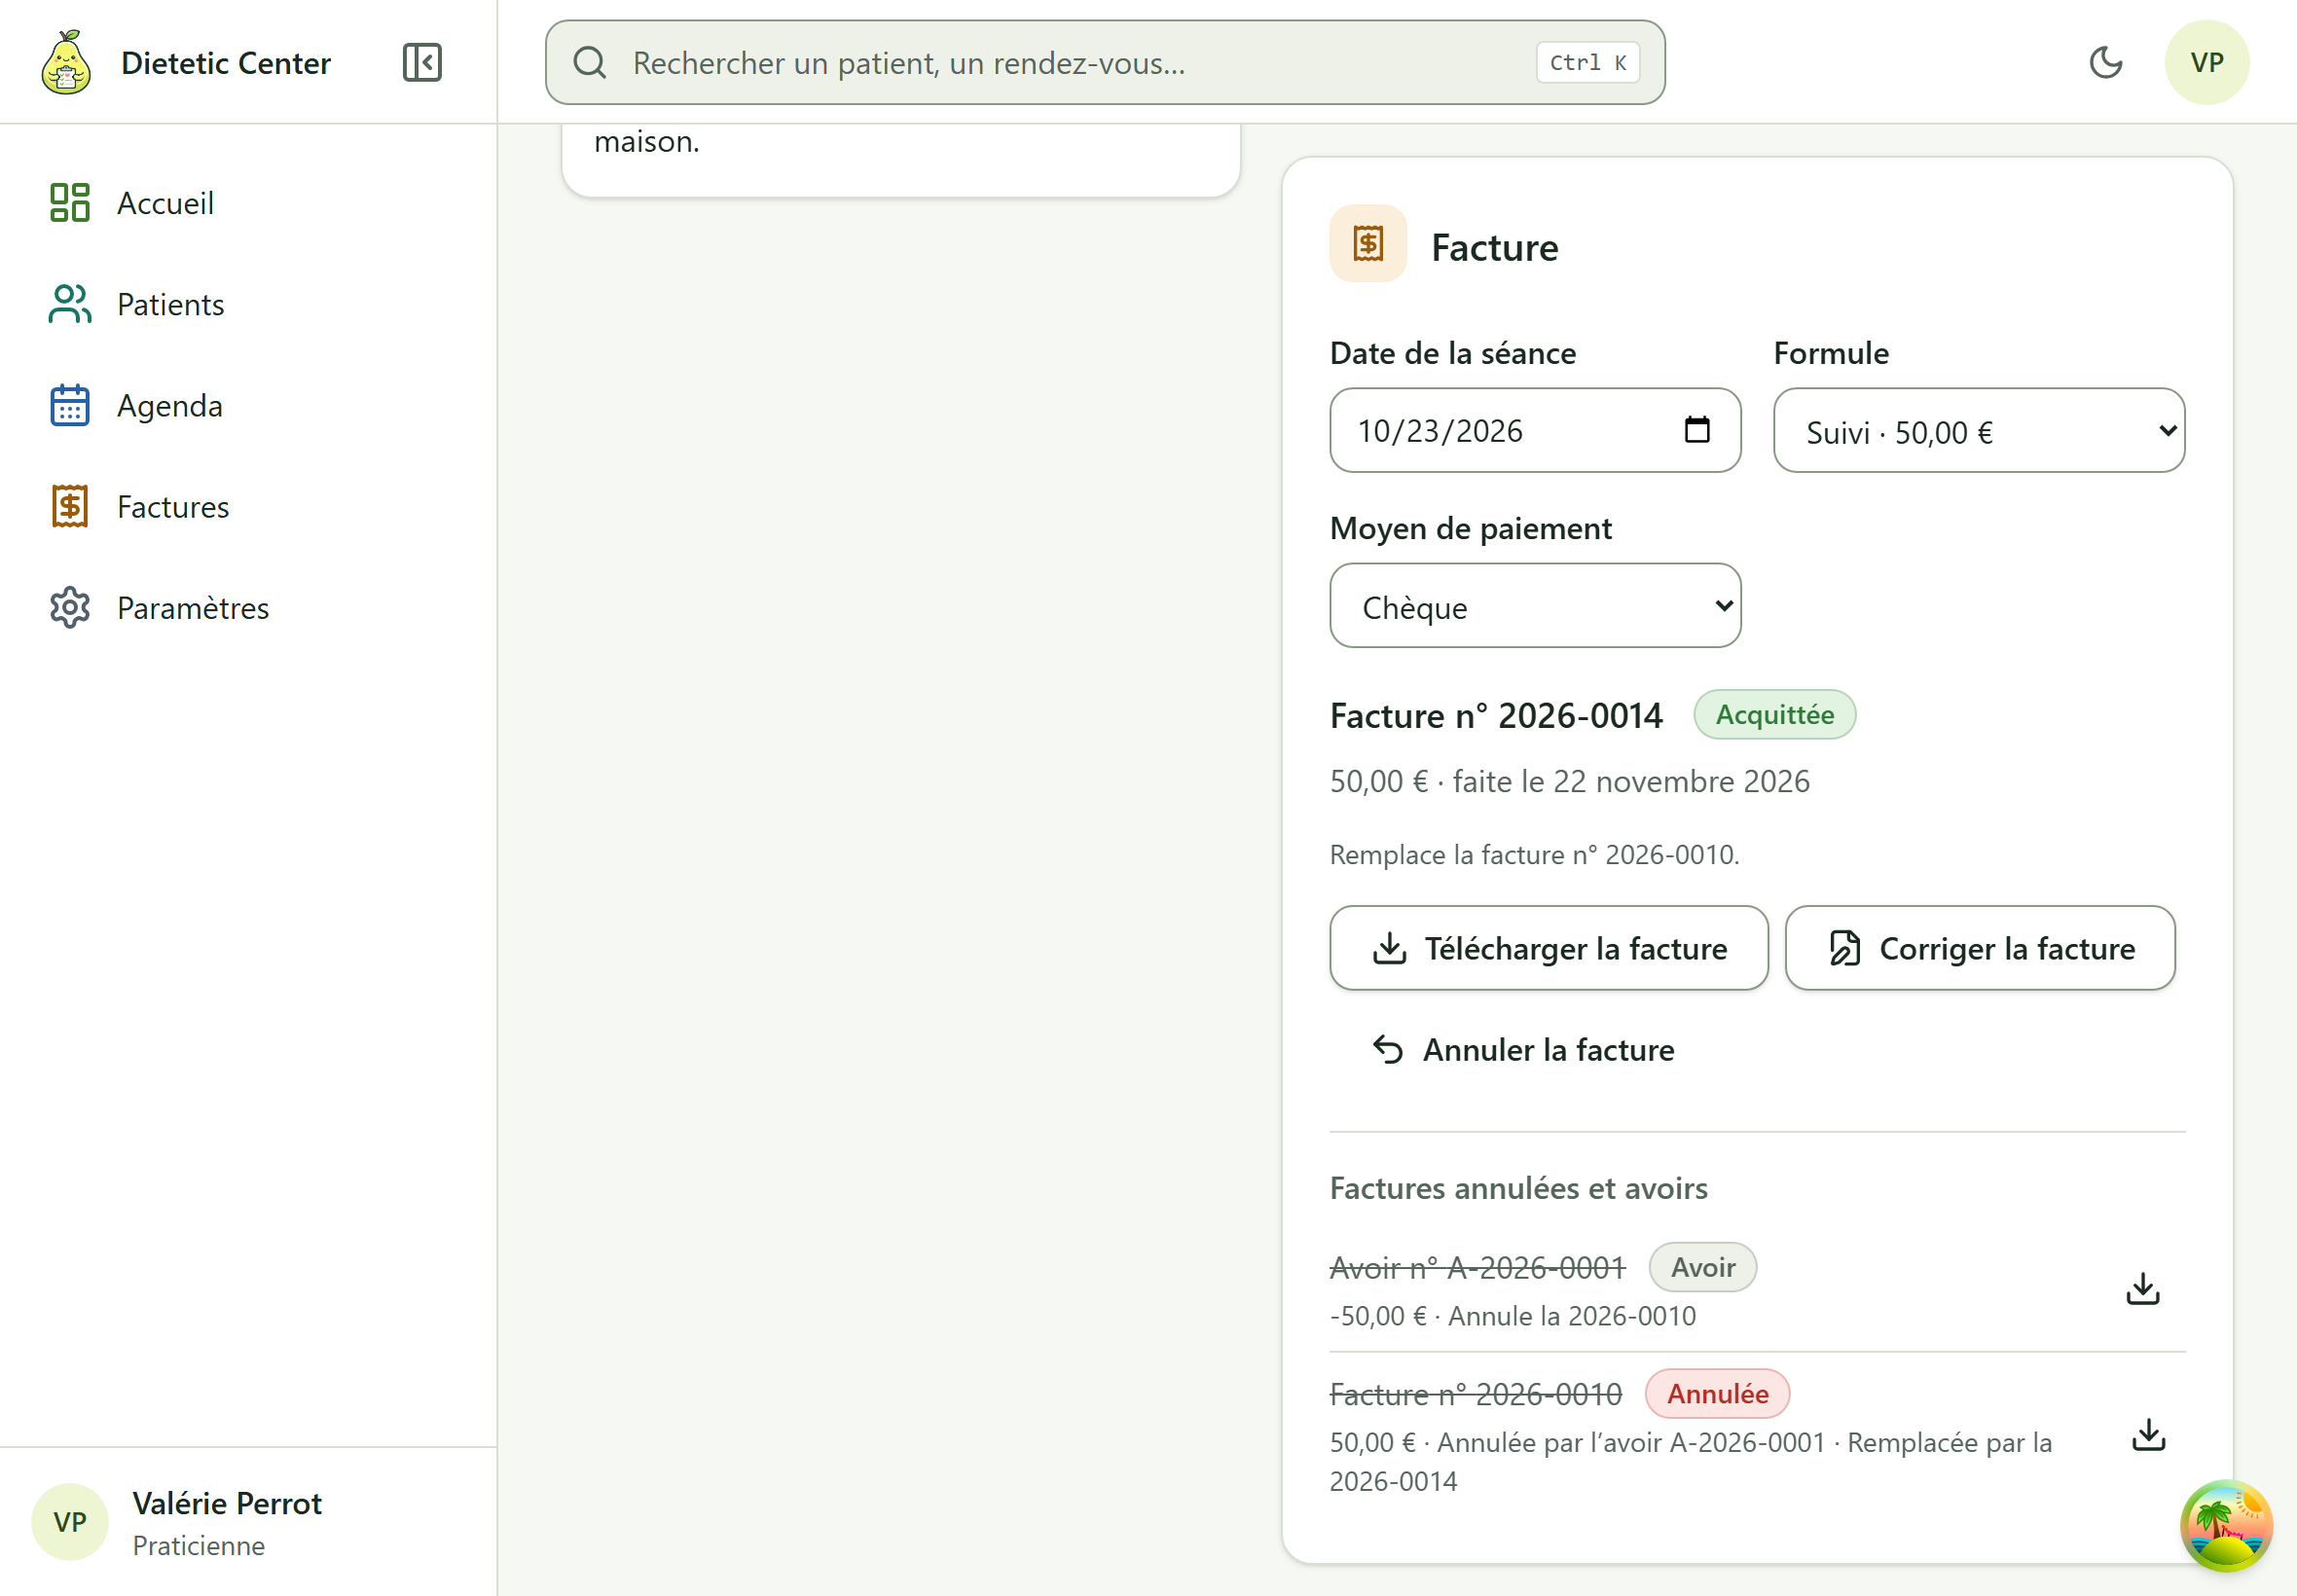 Dietetic Center
Rechercher un patient, un rendez-vous...
Ctrl K
VP
Accueil
Patients
Agenda
Factures
Paramètres
Valérie Perrot
Praticienne
VP
maison.
Facture
Date de la séance
Formule
10/23/2026
Suivi · 50,00 €
Moyen de paiement
Chèque
Facture n° 2026-0014
Acquittée
50,00 € · faite le 22 novembre 2026
Remplace la facture n° 2026-0010.
Télécharger la facture
Corriger la facture
Annuler la facture
Factures annulées et avoirs
Avoir n° A-2026-0001
Avoir
-50,00 € · Annule la 2026-0010
Facture n° 2026-0010
Annulée
50,00 € · Annulée par l’avoir A-2026-0001 · Remplacée par la
2026-0014